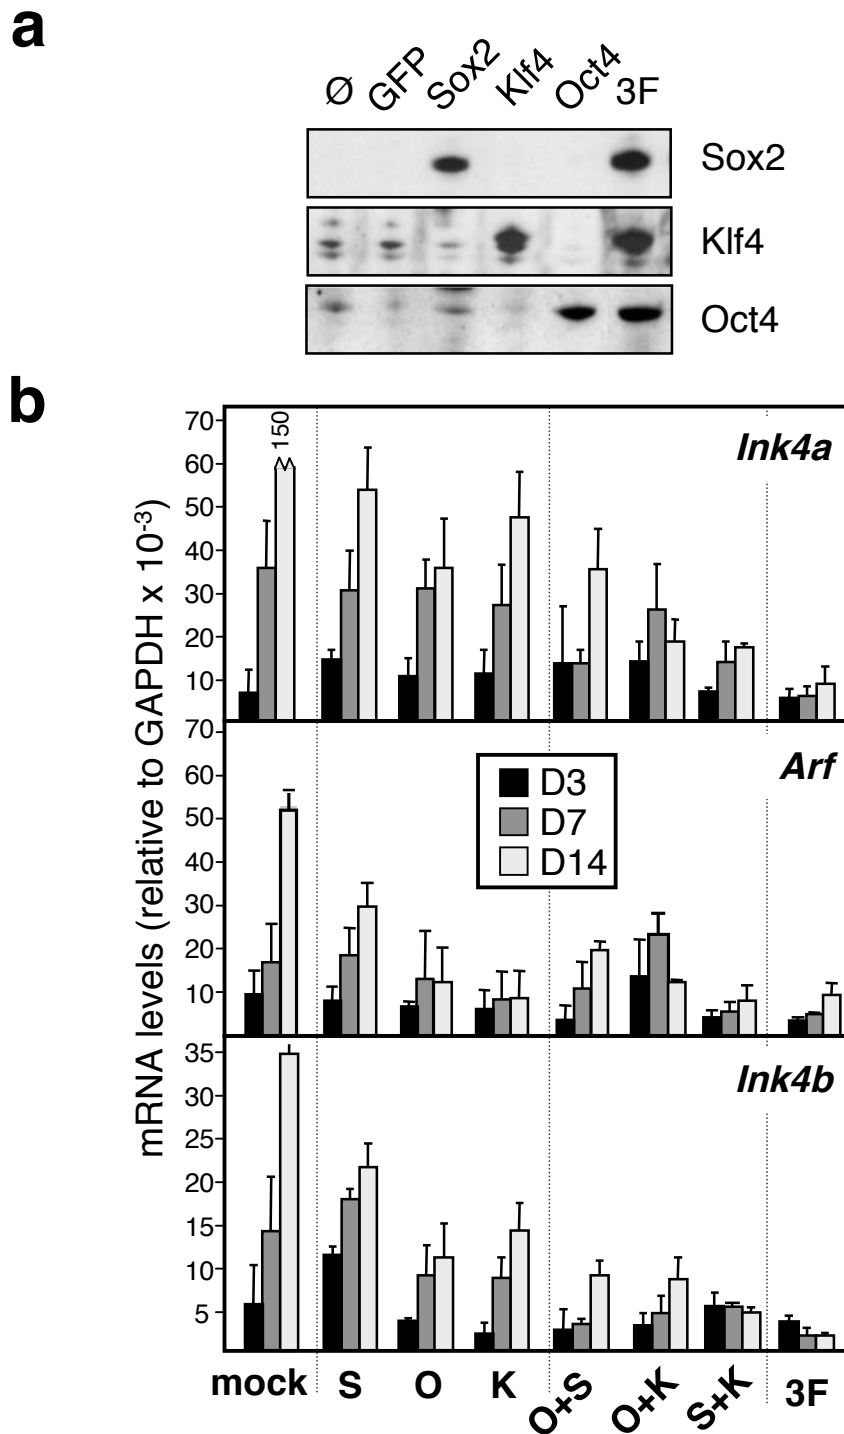 a
Ø GFP Sox2 Klf4 Oct4 3F
Sox2
Klf4
Oct4
b
mRNA levels (relative to GAPDH x 10-3)
150
Ink4a
70
60
50
40
30
20
10
Arf
70
60
50
40
30
20
10
D3
D7
D14
Ink4b
35
30
25
20
15
10
5
mock S O K O+S O+K S+K 3F